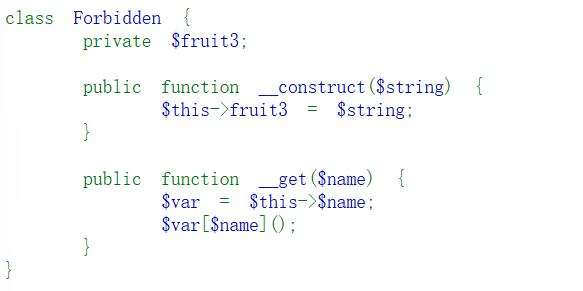 class Forbidden {
private $fruit3;
public function __construct($string) {
$this->fruit3 = $string;
}
public function __get($name) {
$var = $this->$name;
$var[$name]();
}
}